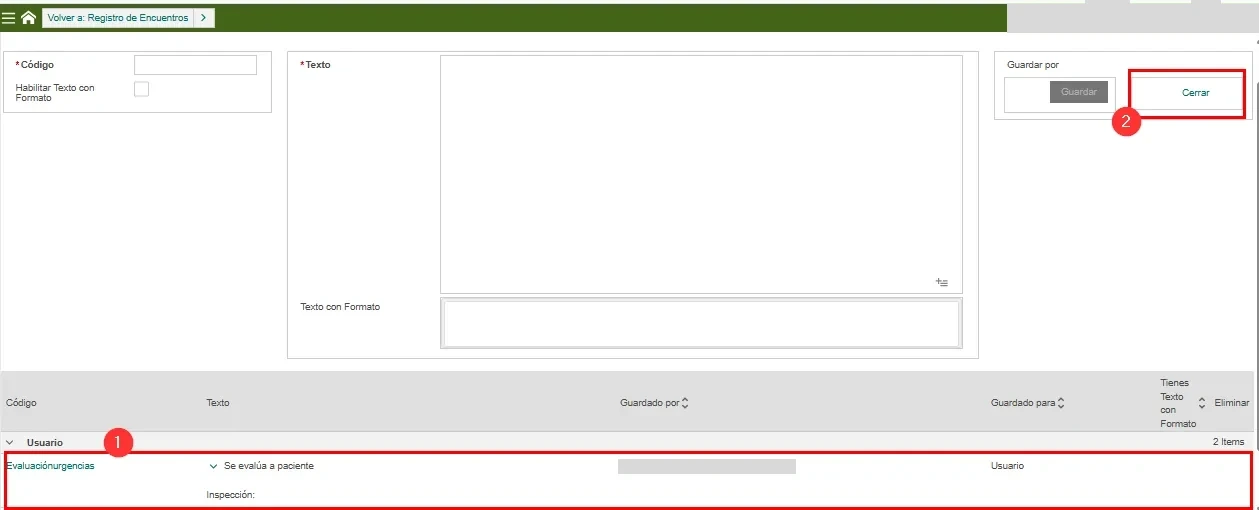 Volver a: Registro de Encuentros
*Código
Habilitar Texto con
Formato
*Texto
Texto con Formato
Guardar por
Guardar
Cerrar
2
Código
Texto
Guardado por
Guardado para
Tienes
Texto
con
Formato
Eliminar
Usuario
1
2 Items
Evaluaciónurgencias
Se evalúa a paciente
Usuario
Inspección: